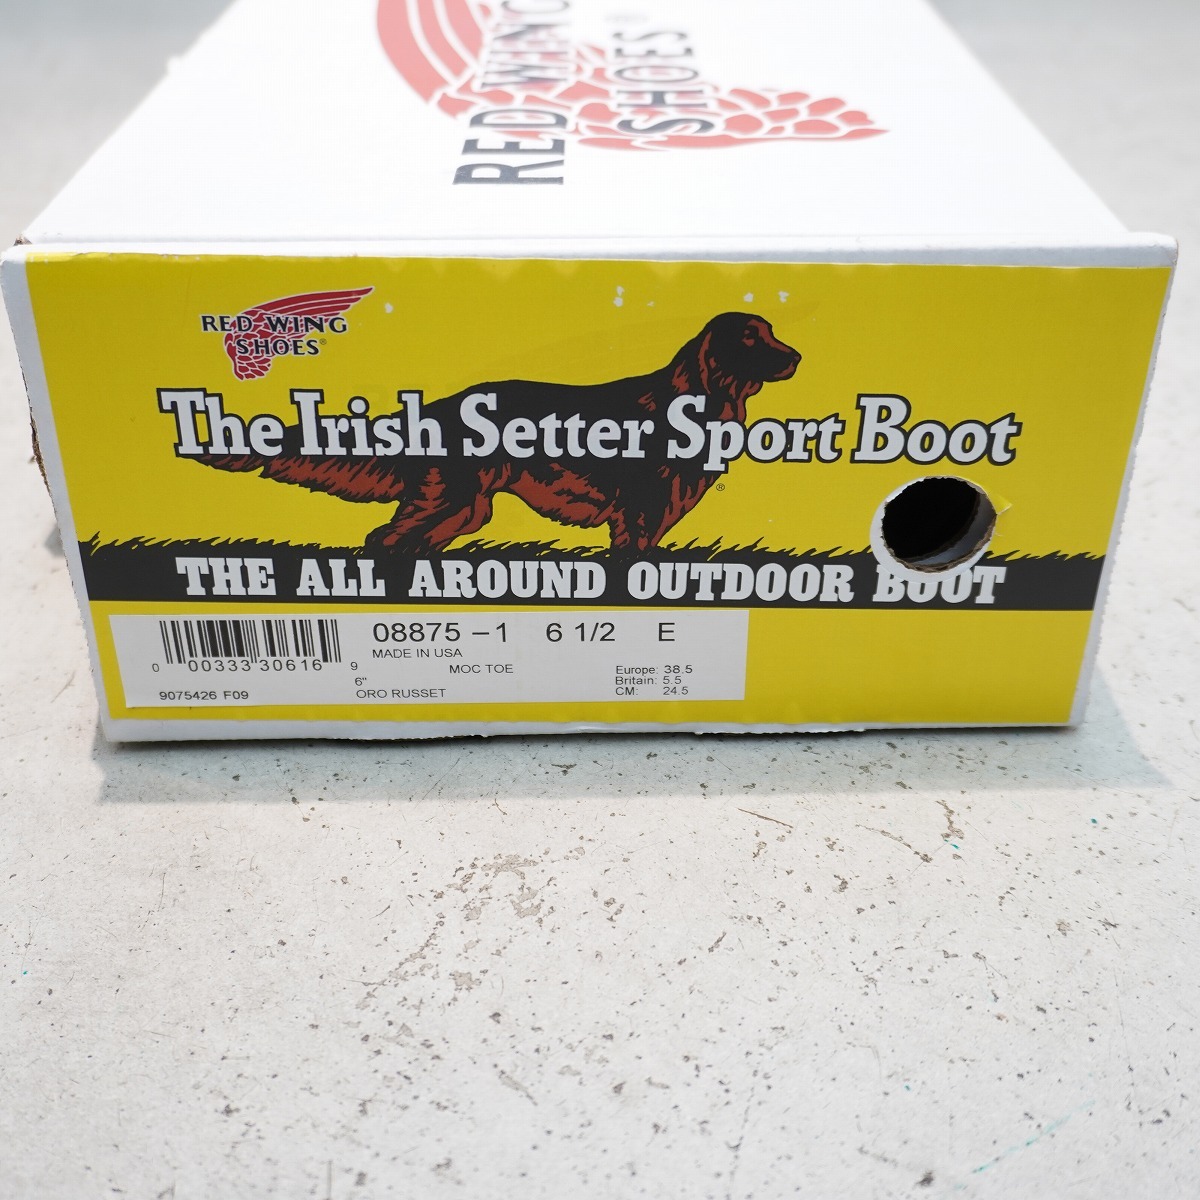 RED WING
SHOES
RED WING
SHOES®
The Irish Setter Sport Boot
®
THE ALL AROUND OUTDOOR BOOT
08875 -1 6 1/2 E
MADE IN USA
0 00333 30616 9
MOC TOE
6"
Europe: 38.5
Britain: 5.5
CM: 24.5
9075426 F09
ORO RUSSET